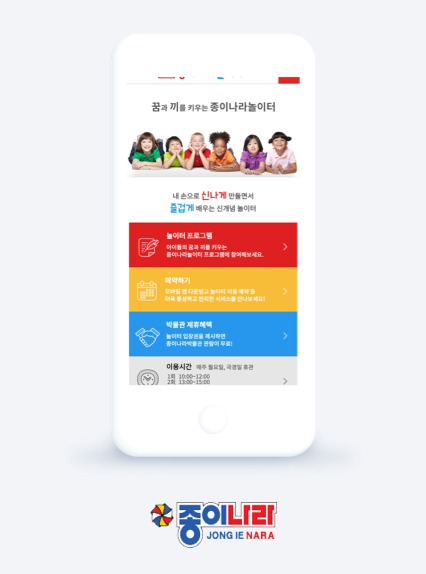 꿈과 끼를 키우는 종이나라놀이터
내 손으로 신나게 만들면서
즐겁게 배우는 신개념 놀이터
놀이터 프로그램
아이들의 꿈과 끼를 키우는
종이나라놀이터 프로그램에 참여해보세요.
예약하기
모바일 앱 다운받고 놀이터 이용 예약 등
더욱 풍성하고 편리한 서비스를 만나보세요!
박물관 제휴혜택
놀이터 입장권을 제시하면
종이나라박물관 관람이 무료!
이용시간 매주 월요일, 국경일 휴관
1회 10:00~12:00
2회 13:00~15:00
종이나라
JONG IE NARA